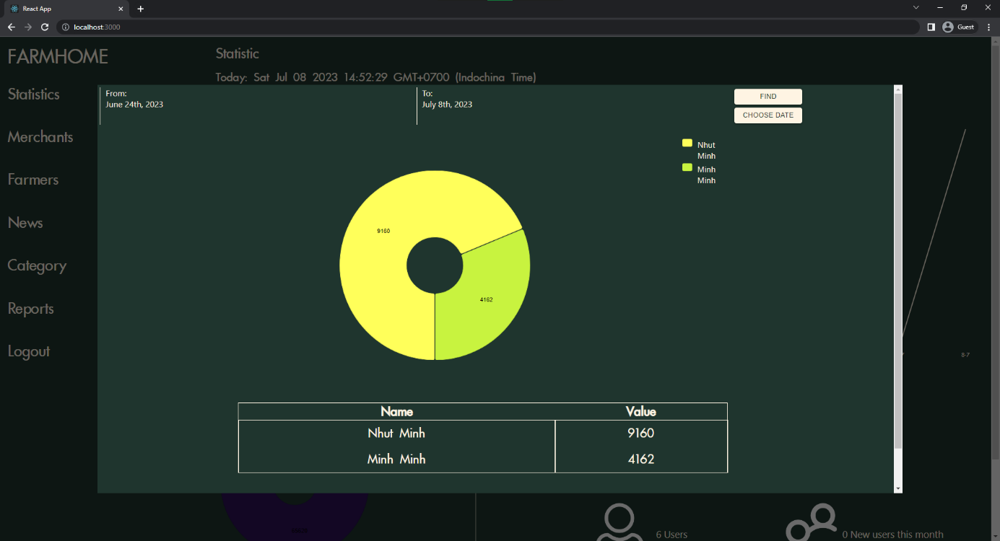 React App
localhost:3000
Guest
FARMHOME
Statistics
Merchants
Farmers
News
Category
Reports
Logout
Statistic
Today: Sat Jul 08 2023 14:52:29 GMT+0700 (Indochina Time)
From:
June 24th, 2023
To:
July 8th, 2023
FIND
CHOOSE DATE
Nhut
Minh
Minh
Minh
9160
4162
Name Value
Nhut Minh 9160
Minh Minh 4162
8-7
6 Users
0 New users this month